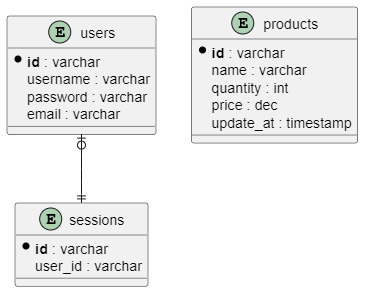 E users
id : varchar
username : varchar
password : varchar
email : varchar
E products
id : varchar
name : varchar
quantity : int
price : dec
update_at : timestamp
E sessions
id : varchar
user_id : varchar